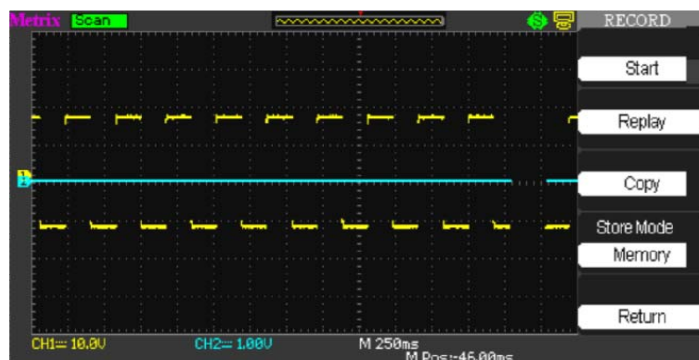 Metrix Scan RECORD
Start
Replay
Copy
Store Mode
Memory
Return
CH1 10.0V CH2 1.00V M 250ms
M Pos:-46.00ms